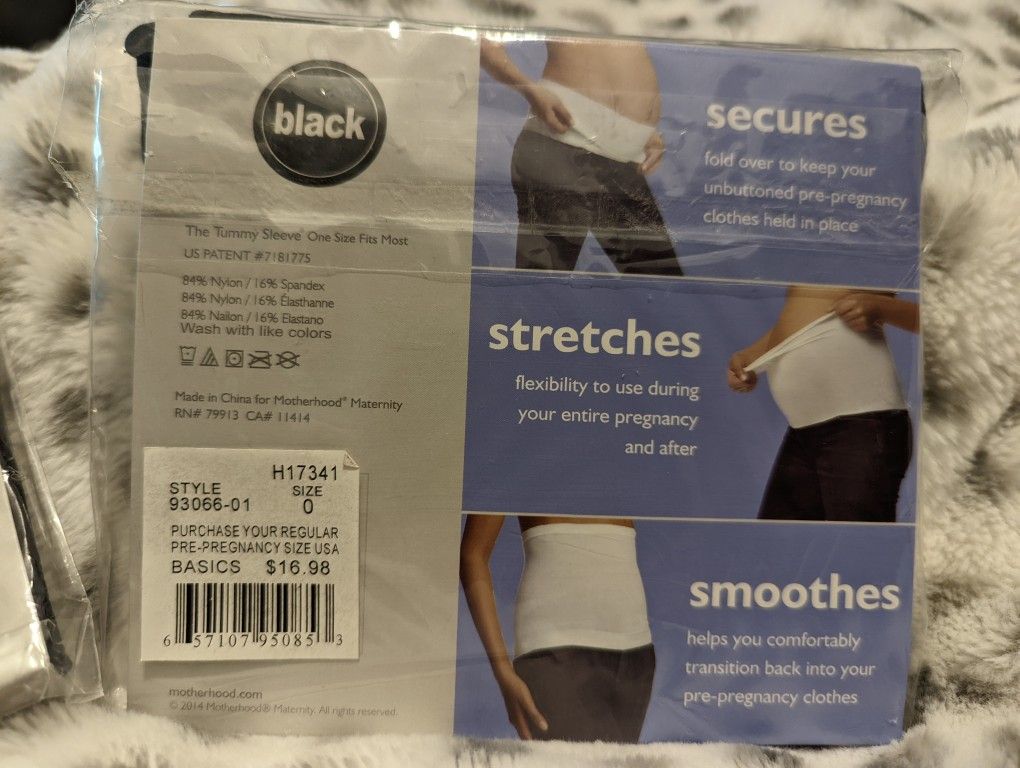 black
The Tummy Sleeve® One Size Fits Most
US PATENT #7181775
84% Nylon / 16% Spandex
84% Nylon / 16% Élasthanne
84% Nailon / 16% Elastano
Wash with like colors
Made in China for Motherhood® Maternity
RN# 79913 CA# 11414
H17341
STYLE SIZE
93066-01 0
PURCHASE YOUR REGULAR
PRE-PREGNANCY SIZE USA
BASICS $16.98
6 57107 95085 3
motherhood.com
© 2014 Motherhood® Maternity. All rights reserved.
secures
fold over to keep your
unbuttoned pre-pregnancy
clothes held in place
stretches
flexibility to use during
your entire pregnancy
and after
smoothes
helps you comfortably
transition back into your
pre-pregnancy clothes